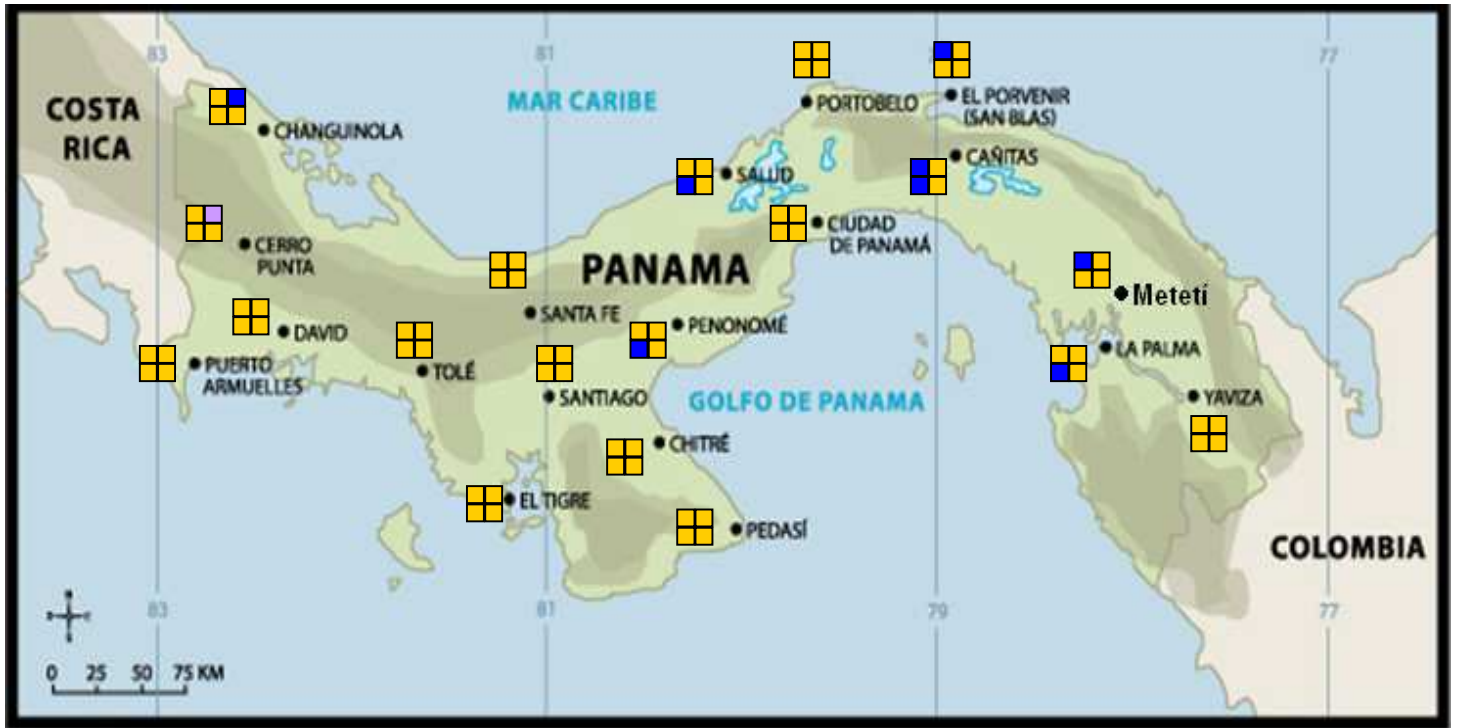 83
81
77
COSTA
RICA
MAR CARIBE
PORTOBELO
EL PORVENIR
(SAN BLAS)
CHANGUINOLA
CAÑITAS
SALUD
CIUDAD
DE PANAMÁ
CERRO
PUNTA
PANAMA
Metetí
SANTA FE
PENONOMÉ
DAVID
LA PALMA
PUERTO
ARMUELLES
TOLÉ
SANTIAGO
GOLFO DE PANAMA
YAVIZA
CHITRÉ
EL TIGRE
PEDASÍ
COLOMBIA
83
81
79
77
0 25 50 75 KM